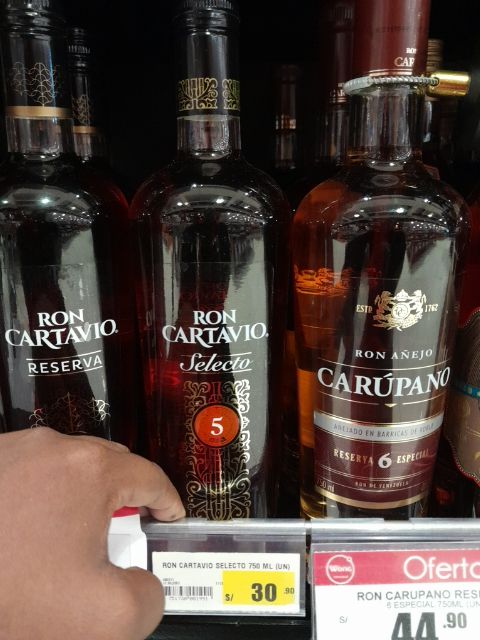 RON
CARTAVIO
RESERVA
RON
CARTAVIO
Selecto
5
ESTD 1762
RON AÑEJO
CARÚPANO
AÑEJADO EN BARRICAS DE ROBLE
RESERVA 6 ESPECIAL
RON DE VENEZUELA
RON CARTAVIO SELECTO 750 ML (UN)
S/ 30 .90
Wong
Oferta
RON CARUPANO RES
6 ESPECIAL 750ML (UN)
S/ 44 .90